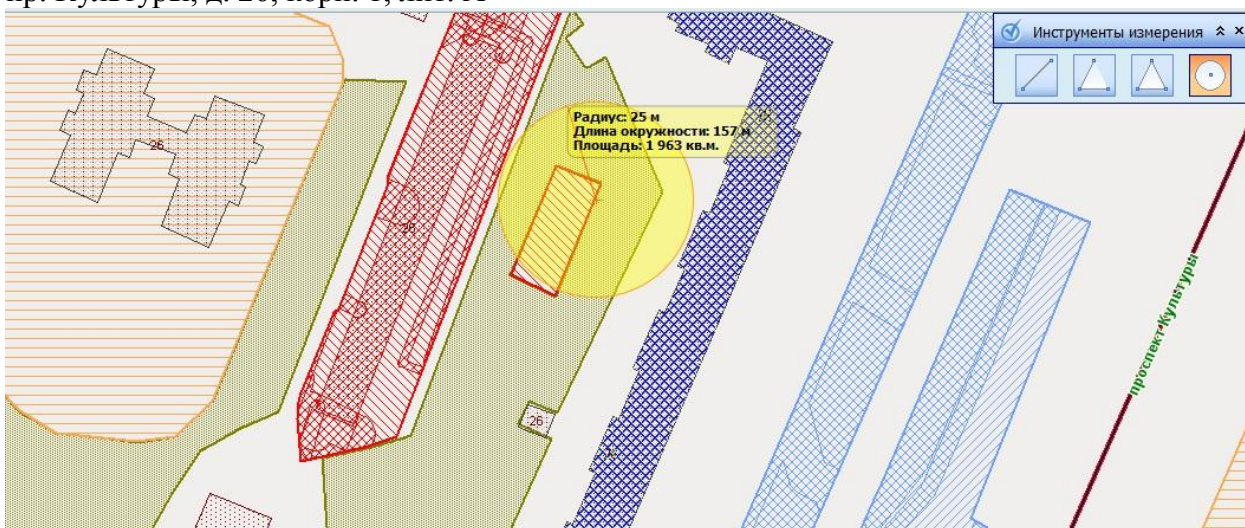 Инструменты измерения
Радиус: 25 м
Длина окружности: 157 м
Площадь: 1 963 кв.м.
26
26
26
проспект Культуры